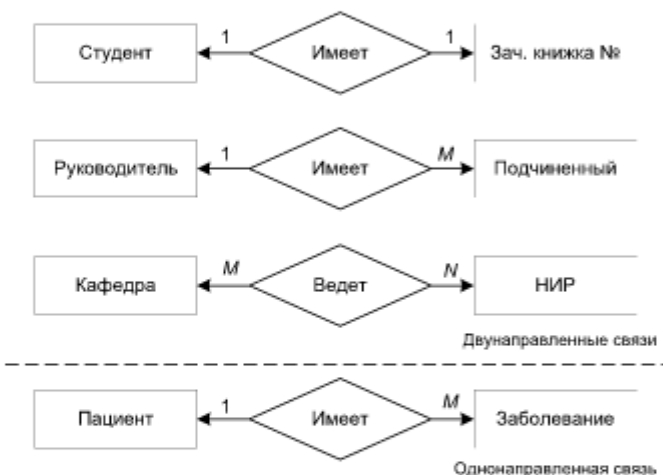 Студент 1 Имеет 1 Зач. книжка №
Руководитель 1 Имеет M Подчиненный
Кафедра M Ведет N НИР
Двунаправленные связи
Пациент 1 Имеет M Заболевание
Однонаправленная связь